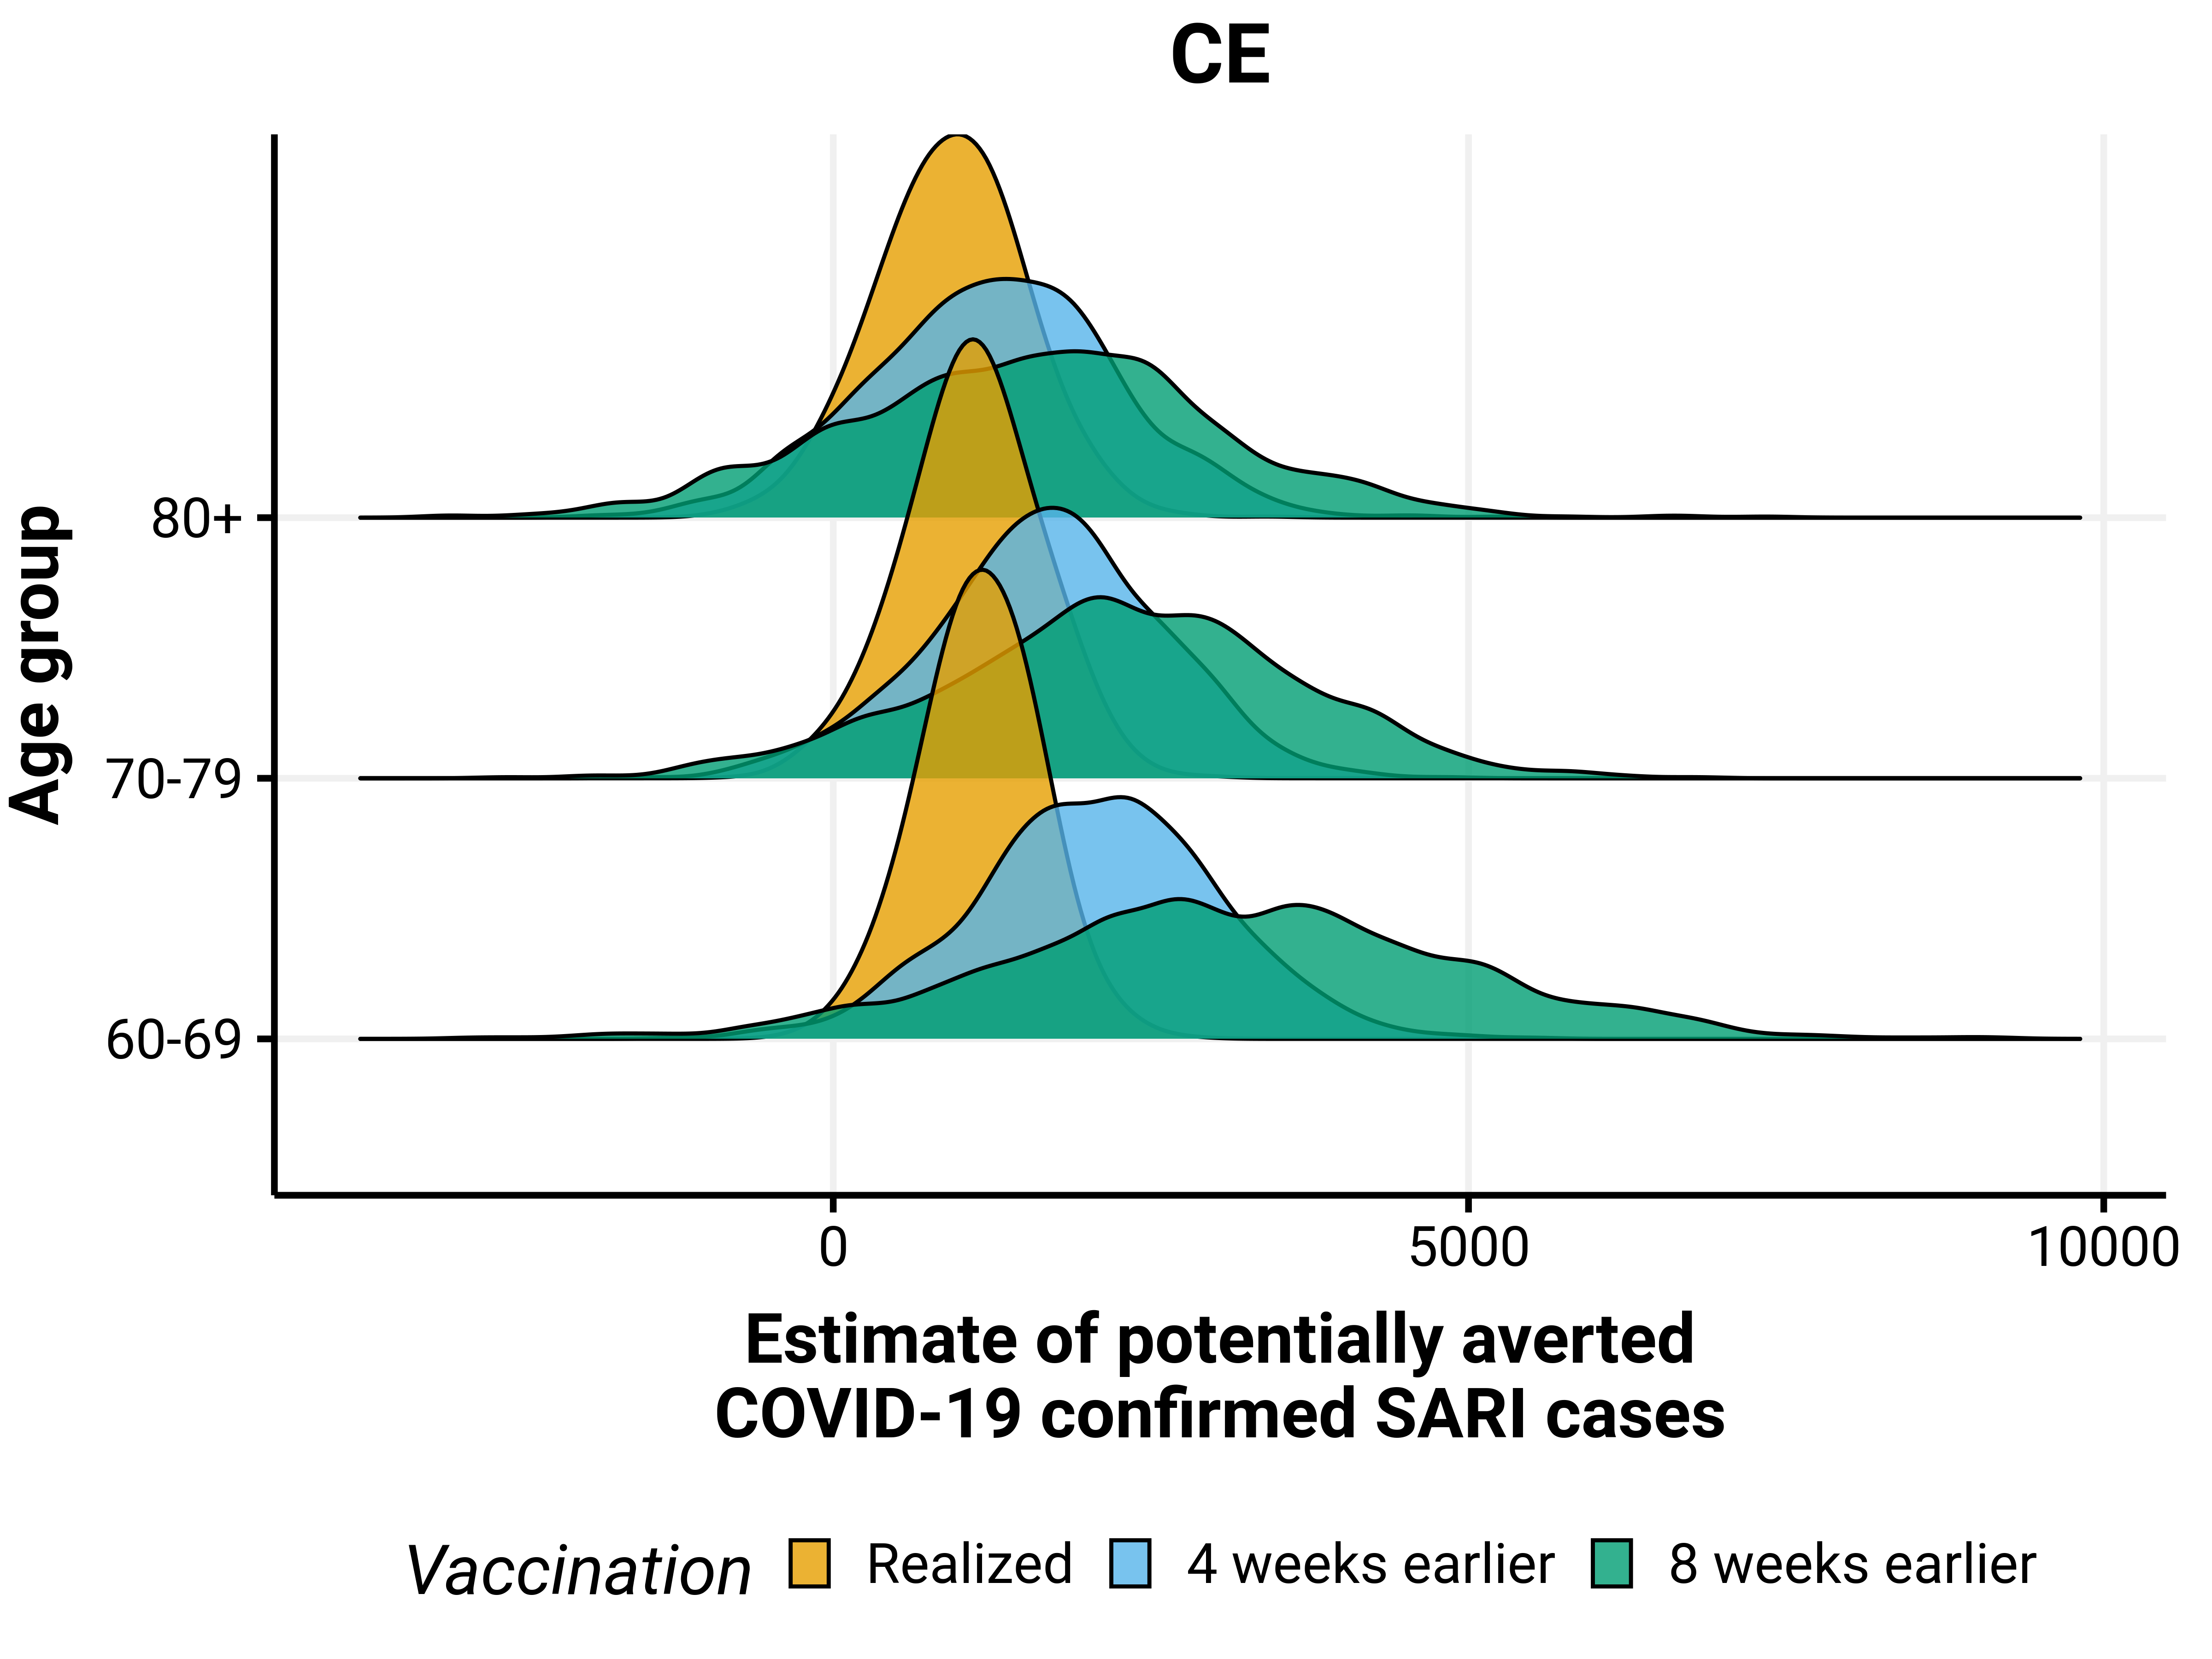 CE
Age group
80+
70-79
60-69
0 5000 10000
Estimate of potentially averted
COVID-19 confirmed SARI cases
Vaccination Realized 4 weeks earlier 8 weeks earlier